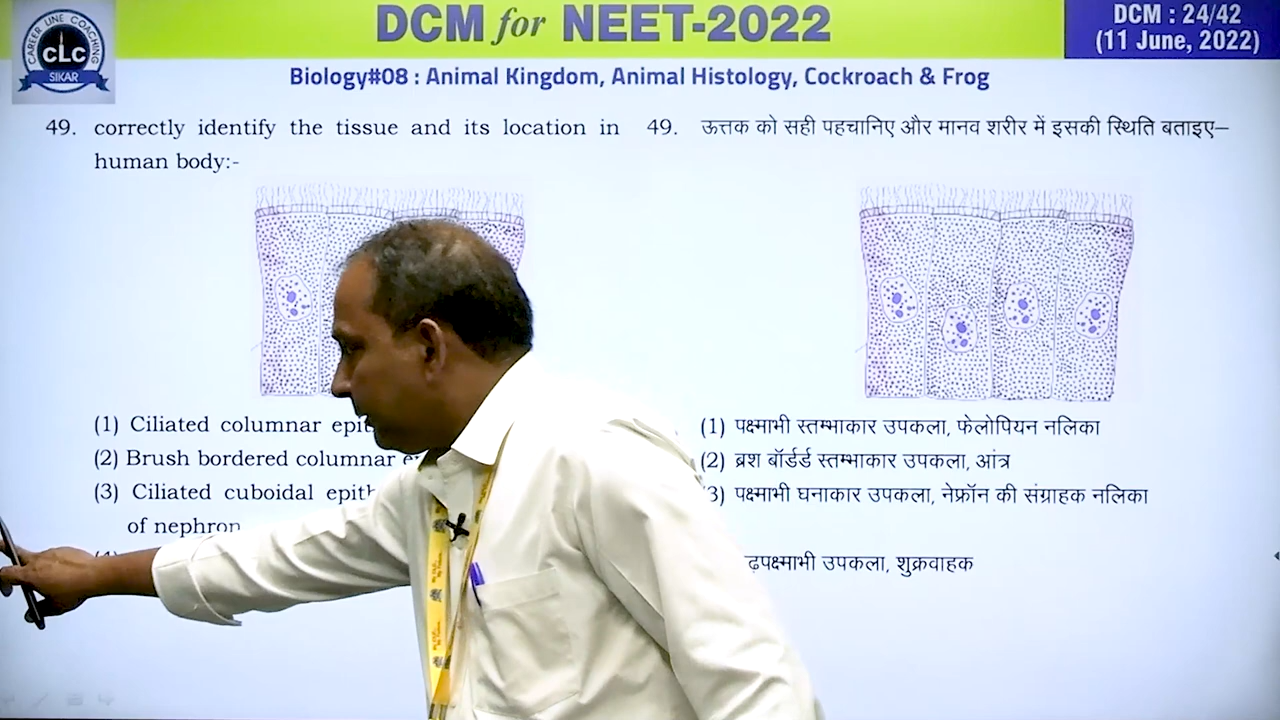 DCM for NEET-2022
DCM : 24/42
(11 June, 2022)
CAREER LINE COACHING
CLC
SIKAR
Biology#08 : Animal Kingdom, Animal Histology, Cockroach & Frog
49. correctly identify the tissue and its location in
human body:-
(1) Ciliated columnar epit
(2) Brush bordered columnar e
(3) Ciliated cuboidal epith
of nephron
49. ऊत्तक को सही पहचानिए और मानव शरीर में इसकी स्थिति बताइए–
(1) पक्ष्माभी स्तम्भाकार उपकला, फेलोपियन नलिका
(2) ब्रश बॉर्डर्ड स्तम्भाकार उपकला, आंत्र
3) पक्ष्माभी घनाकार उपकला, नेफ्रॉन की संग्राहक नलिका
ढ़पक्ष्माभी उपकला, शुक्रवाहक